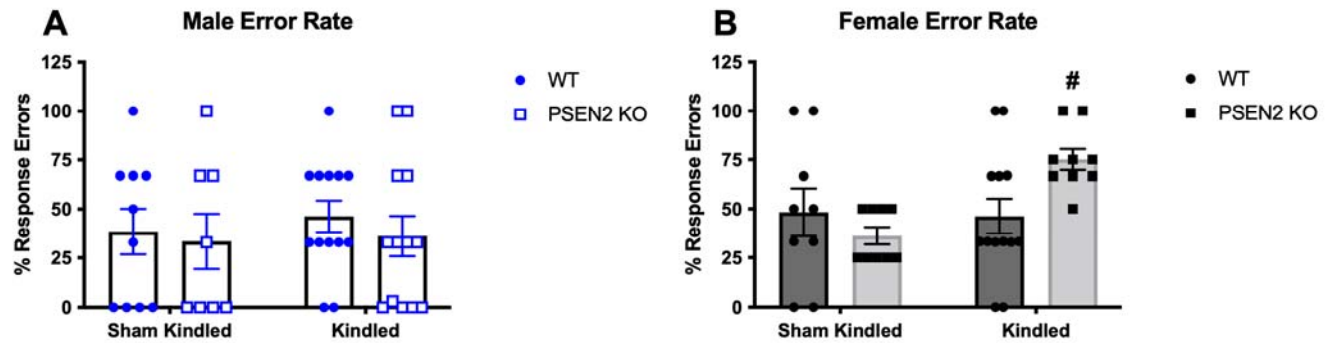 A
Male Error Rate
% Response Errors
125
100
75
50
25
0
Sham Kindled
Kindled
WT
PSEN2 KO
B
Female Error Rate
% Response Errors
125
100
75
50
25
0
#
Sham Kindled
Kindled
WT
PSEN2 KO